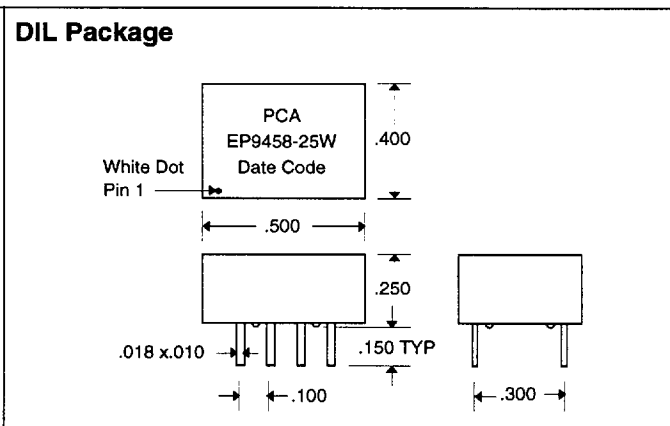 DIL Package
PCA
EP9458-25W
Date Code
.400
White Dot
Pin 1
.500
.250
.018 x.010
.150 TYP
.100
.300